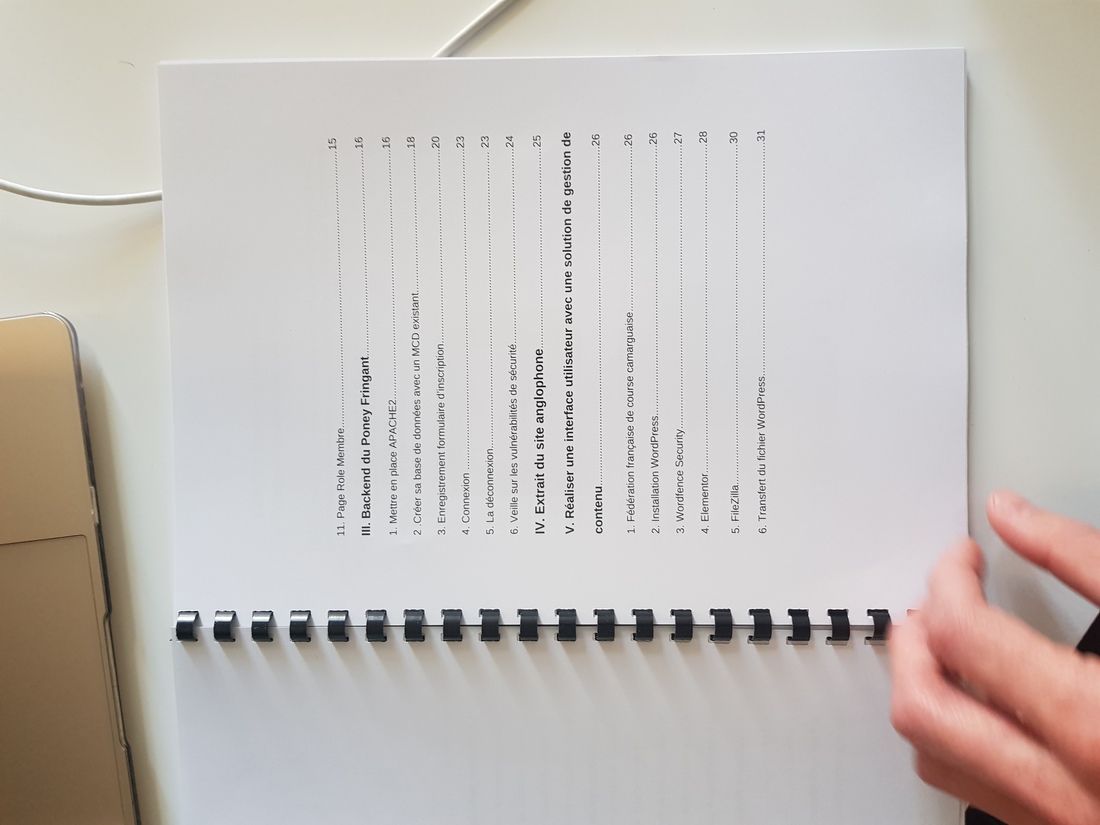 11. Page Role Membre..........15
III. Backend du Poney Fringant..........16
1. Mettre en place APACHE2..........16
2 .Créer sa base de données avec un MCD existant..........18
3. Enregistrement formulaire d'inscription..........20
4. Connexion ..........23
5. La déconnexion.......... 23
6. Veille sur les vulnérabilités de sécurité..........24
IV. Extrait du site anglophone..........25
V. Réaliser une interface utilisateur avec une solution de gestion de
contenu..........26
1. Fédération française de course camarguaise..........26
2. Installation WordPress..........26
3. Wordfence Security..........27
4. Elementor..........28
5. FileZilla..........30
6. Transfert du fichier WordPress..........31